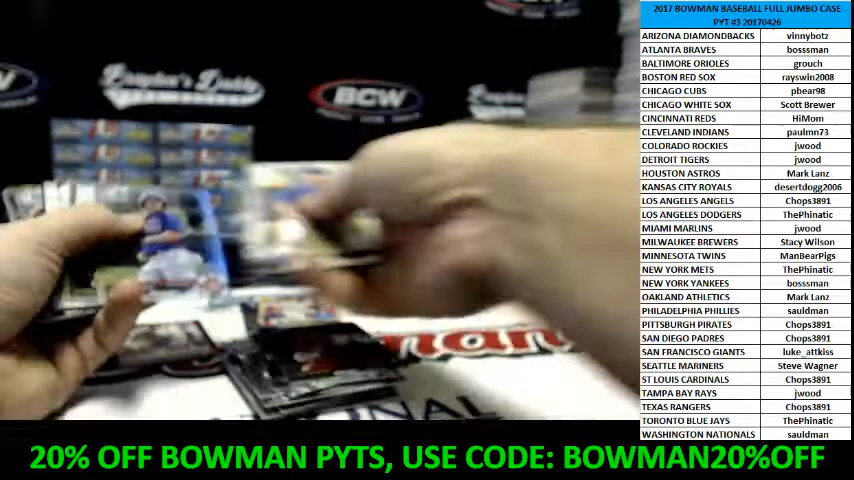 2017 BOWMAN BASEBALL FULL JUMBO CASE
PYT #3 20170426
ARIZONA DIAMONDBACKS vinnybotz
ATLANTA BRAVES bosssman
BALTIMORE ORIOLES grouch
BOSTON RED SOX rayswin2008
CHICAGO CUBS pbear98
CHICAGO WHITE SOX Scott Brewer
CINCINNATI REDS HiMom
CLEVELAND INDIANS paulmn73
COLORADO ROCKIES jwood
DETROIT TIGERS jwood
HOUSTON ASTROS Mark Lanz
KANSAS CITY ROYALS desertdogg2006
LOS ANGELES ANGELS Chops3891
LOS ANGELES DODGERS ThePhinatic
MIAMI MARLINS jwood
MILWAUKEE BREWERS Stacy Wilson
MINNESOTA TWINS ManBearPigs
NEW YORK METS ThePhinatic
NEW YORK YANKEES bosssman
OAKLAND ATHLETICS Mark Lanz
PHILADELPHIA PHILLIES sauldman
PITTSBURGH PIRATES Chops3891
SAN DIEGO PADRES Chops3891
SAN FRANCISCO GIANTS luke_attkiss
SEATTLE MARINERS Steve Wagner
ST LOUIS CARDINALS Chops3891
TAMPA BAY RAYS jwood
TEXAS RANGERS Chops3891
TORONTO BLUE JAYS ThePhinatic
WASHINGTON NATIONALS sauldman
Brayden's Daddy
BCW
20% OFF BOWMAN PYTS, USE CODE: BOWMAN20%OFF